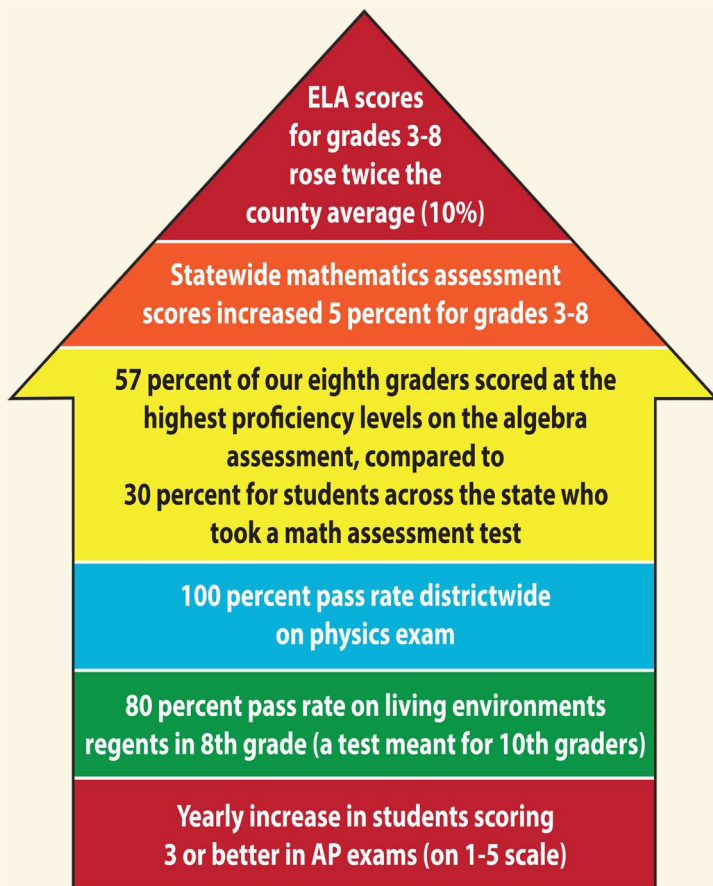 ELA scores
for grades 3-8
rose twice the
county average (10%)
Statewide mathematics assessment
scores increased 5 percent for grades 3-8
57 percent of our eighth graders scored at the
highest proficiency levels on the algebra
assessment, compared to
30 percent for students across the state who
took a math assessment test
100 percent pass rate districtwide
on physics exam
80 percent pass rate on living environments
regents in 8th grade (a test meant for 10th graders)
Yearly increase in students scoring
3 or better in AP exams (on 1-5 scale)